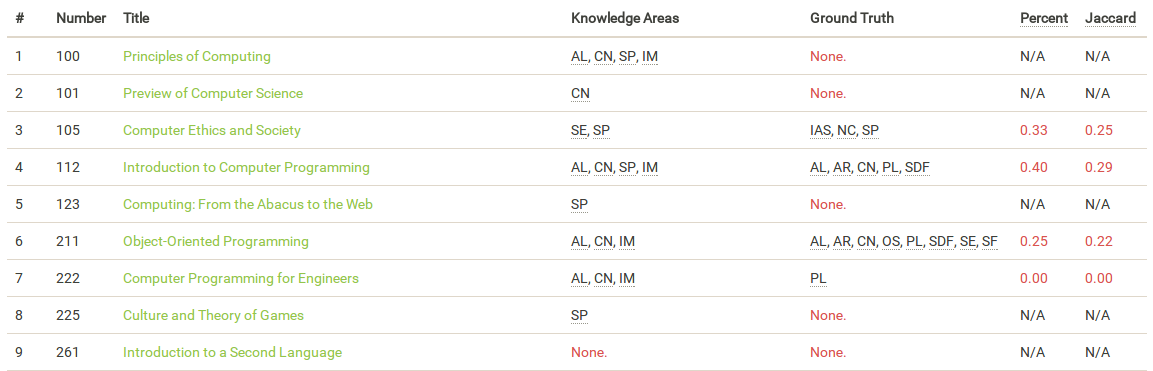 # Number Title Knowledge Areas Ground Truth Percent Jaccard
1 100 Principles of Computing AL, CN, SP, IM None. N/A N/A
2 101 Preview of Computer Science CN None. N/A N/A
3 105 Computer Ethics and Society SE, SP IAS, NC, SP 0.33 0.25
4 112 Introduction to Computer Programming AL, CN, SP, IM AL, AR, CN, PL, SDF 0.40 0.29
5 123 Computing: From the Abacus to the Web SP None. N/A N/A
6 211 Object-Oriented Programming AL, CN, IM AL, AR, CN, OS, PL, SDF, SE, SF 0.25 0.22
7 222 Computer Programming for Engineers AL, CN, IM PL 0.00 0.00
8 225 Culture and Theory of Games SP None. N/A N/A
9 261 Introduction to a Second Language None. None. N/A N/A